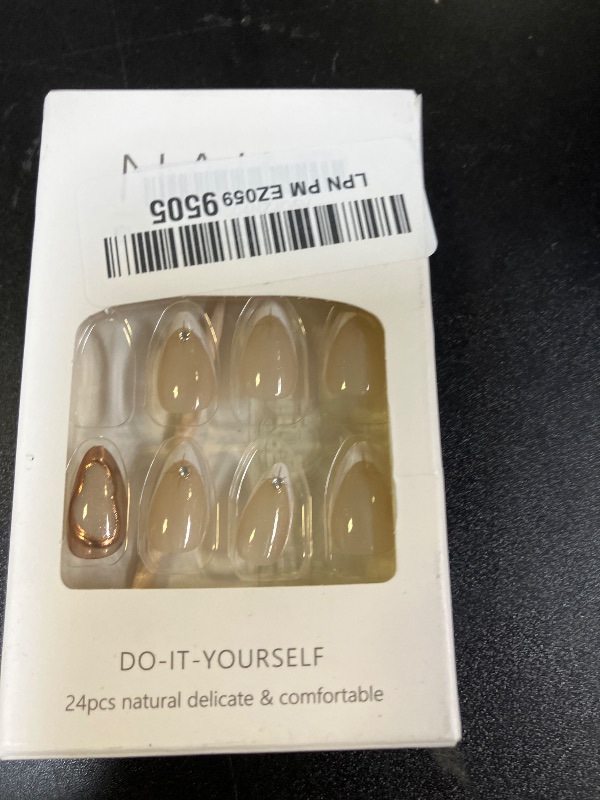 LPN PM EZ059 9505
DO-IT-YOURSELF
24pcs natural delicate & comfortable